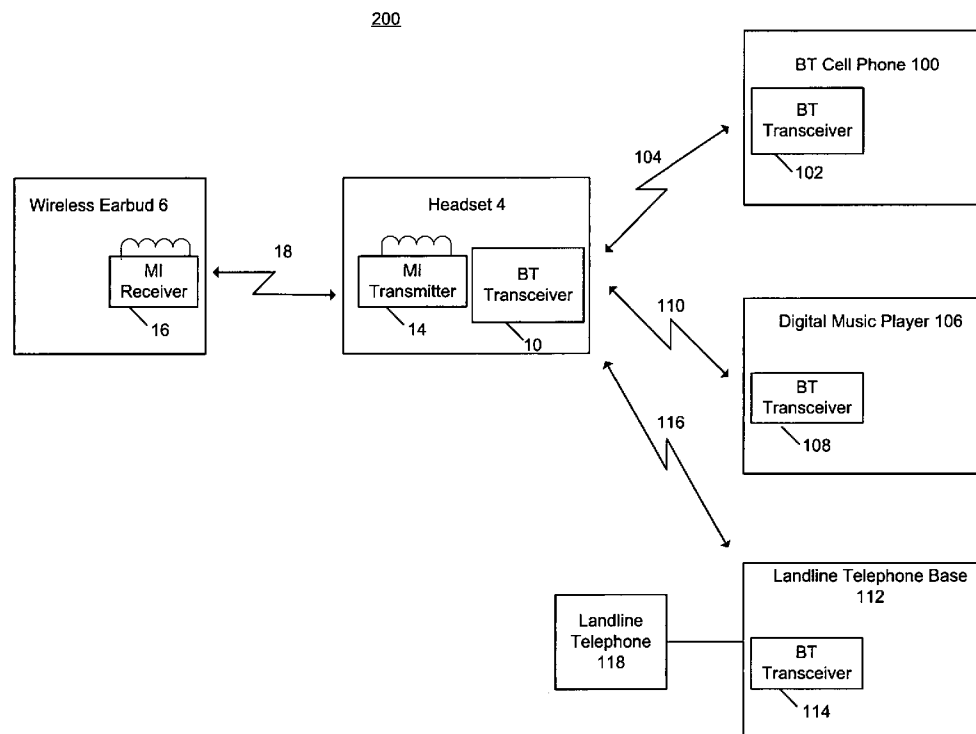 200
BT Cell Phone 100
BT
Transceiver
102
104
Wireless Earbud 6
MI
Receiver
16
18
Headset 4
MI
Transmitter
14
BT
Transceiver
10
110
Digital Music Player 106
BT
Transceiver
108
116
Landline Telephone Base
112
BT
Transceiver
114
Landline
Telephone
118